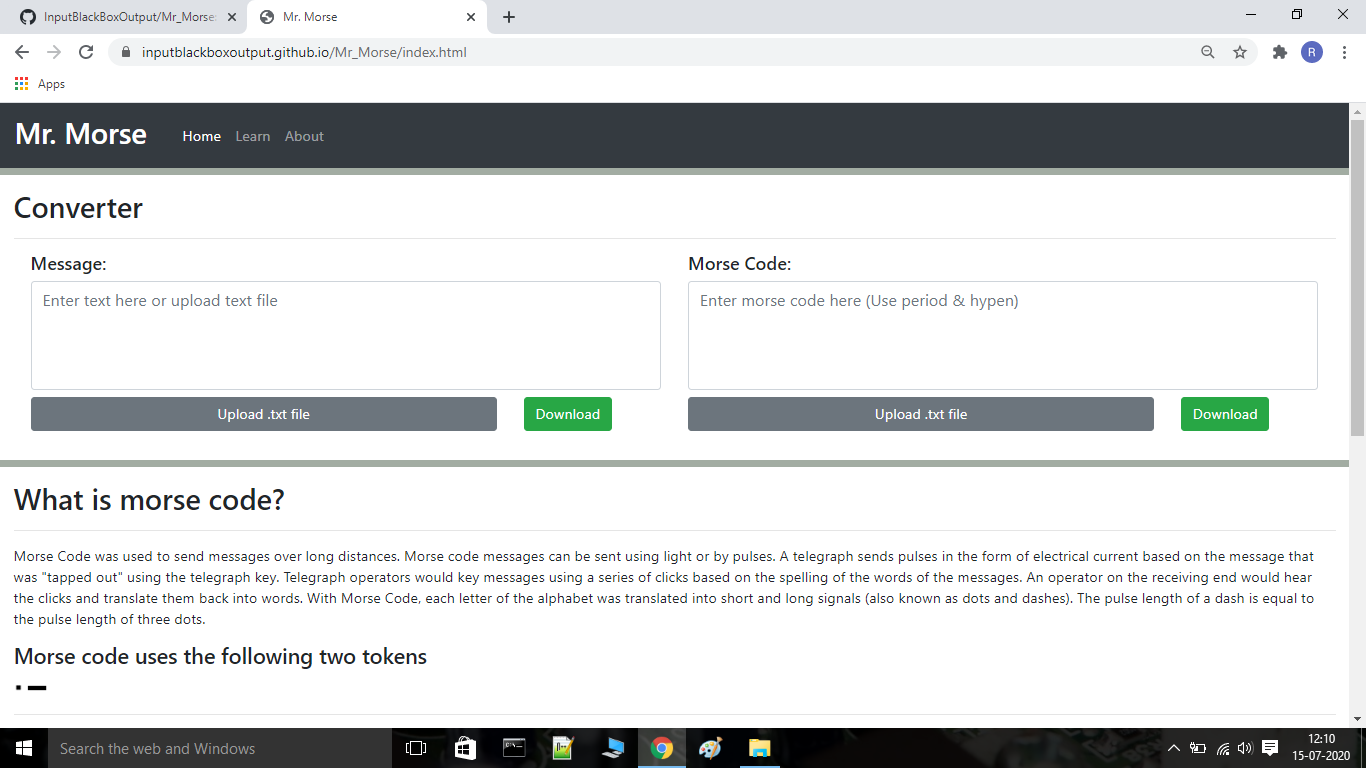 InputBlackBoxOutput/Mr_Morse:
Mr. Morse
inputblackboxoutput.github.io/Mr_Morse/index.html
R
Apps
Mr. Morse
Home
Learn
About
Converter
Message:
Morse Code:
Enter text here or upload text file
Enter morse code here (Use period & hypen)
Upload .txt file
Download
Upload .txt file
Download
What is morse code?
Morse Code was used to send messages over long distances. Morse code messages can be sent using light or by pulses. A telegraph sends pulses in the form of electrical current based on the message that
was "tapped out" using the telegraph key. Telegraph operators would key messages using a series of clicks based on the spelling of the words of the messages. An operator on the receiving end would hear
the clicks and translate them back into words. With Morse Code, each letter of the alphabet was translated into short and long signals (also known as dots and dashes). The pulse length of a dash is equal to
the pulse length of three dots.
Morse code uses the following two tokens
Search the web and Windows
12:10
15-07-2020